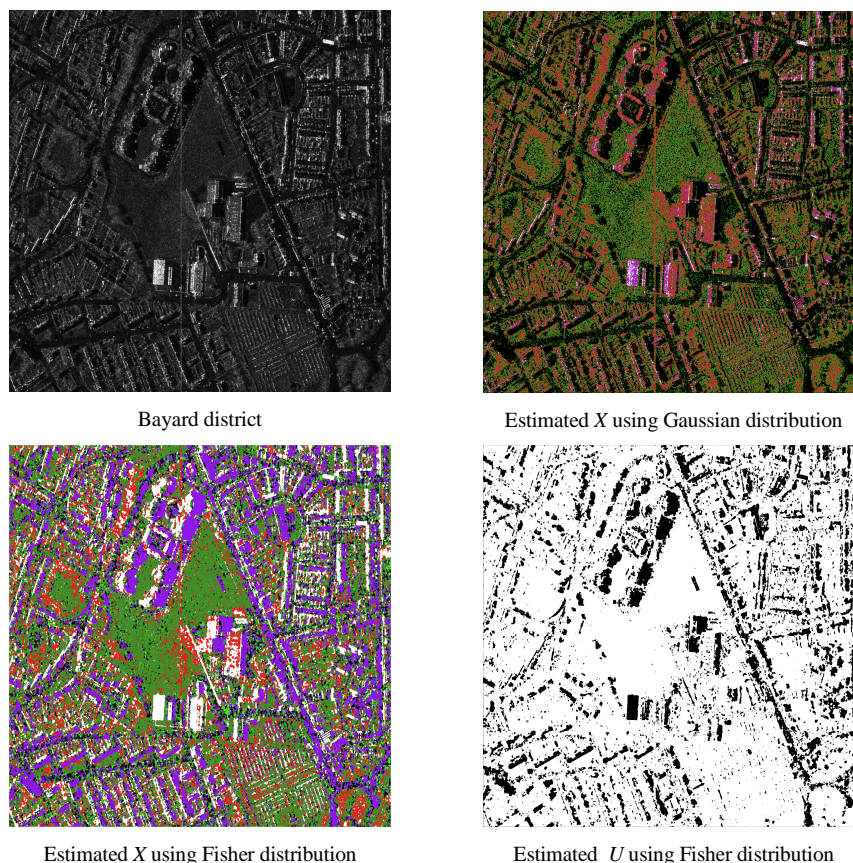 Bayard district
Estimated X using Gaussian distribution
Estimated X using Fisher distribution
Estimated U using Fisher distribution